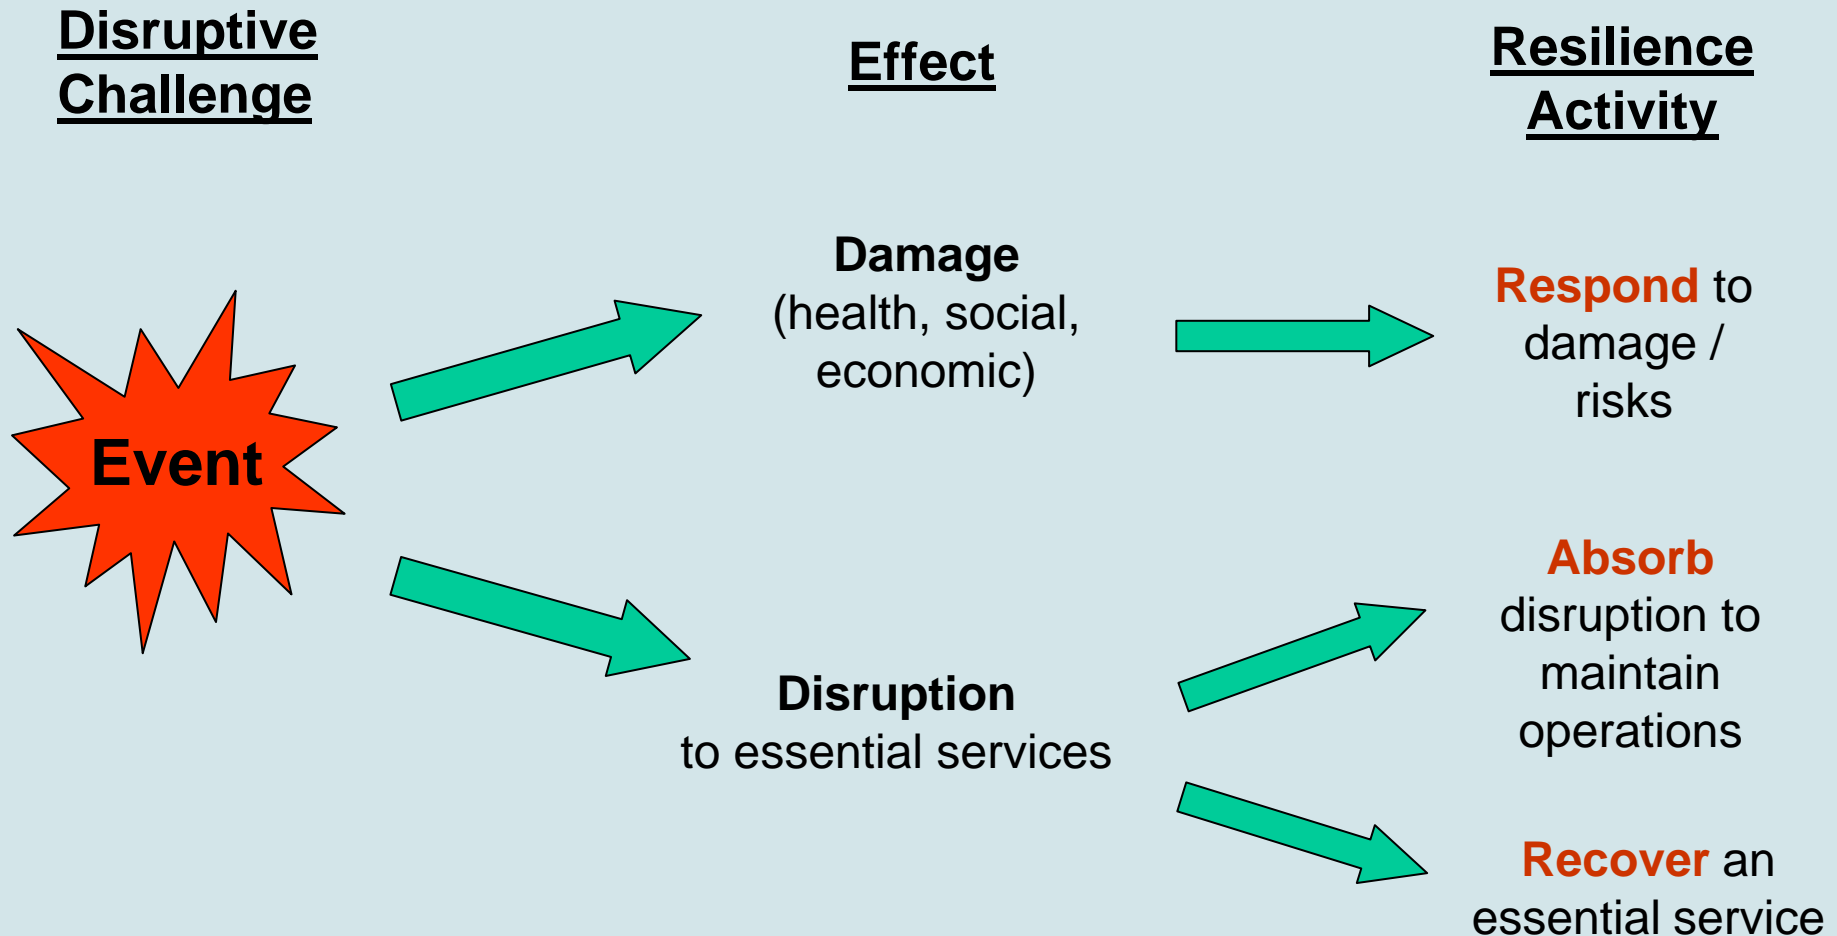 Disruptive
Challenge
Effect
Resilience
Activity
Event
Damage
(health, social,
economic)
Respond to
damage /
risks
Disruption
to essential services
Absorb
disruption to
maintain
operations
Recover an
essential service